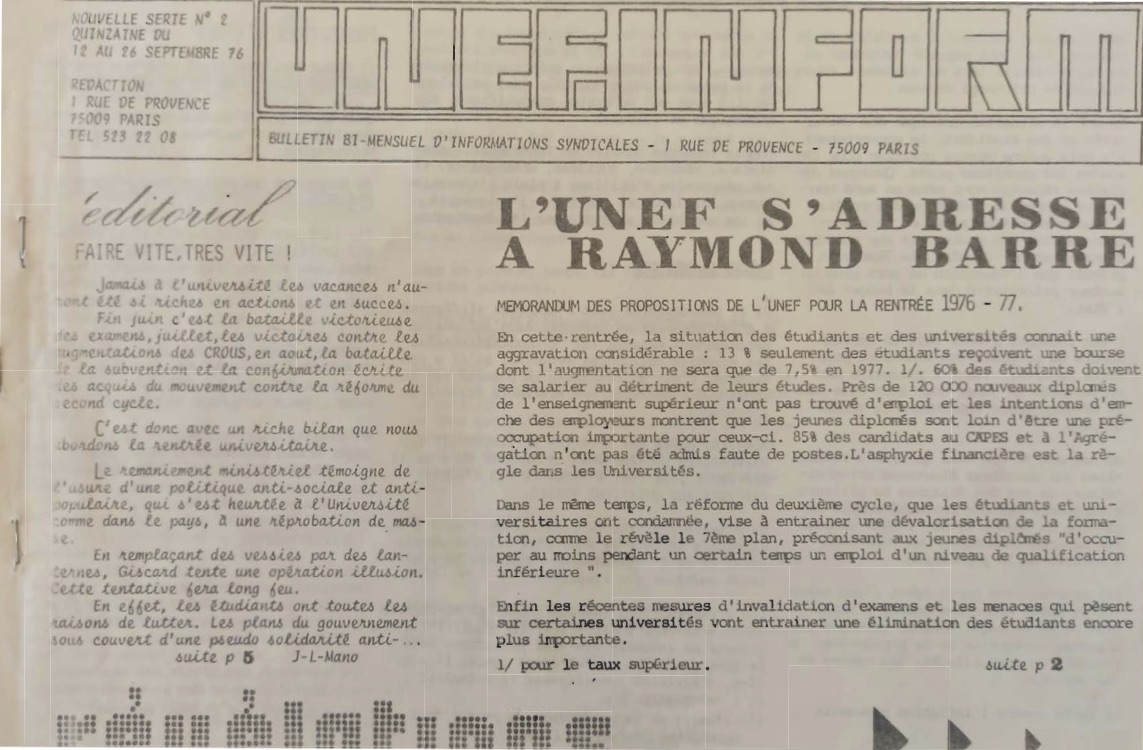 NOUVELLE SERIE N° 2
QUINZAINE DU
12 AU 26 SEPTEMBRE 76
REDACTION
1 RUE DE PROVENCE
75009 PARIS
TEL 523 22 08
UNEF.INFORM
BULLETIN BI-MENSUEL D'INFORMATIONS SYNDICALES - 1 RUE DE PROVENCE - 75009 PARIS
éditorial
FAIRE VITE,TRES VITE !
Jamais à l'université les vacances n'au-
ront été si riches en actions et en succes.
Fin juin c'est la bataille victorieuse
des examens,juillet,les victoires contre les
augmentations des CROUS,en aout,la bataille
de la subvention et la confirmation écrite
des acquis du mouvement contre la réforme du
second cycle.
C'est donc avec un riche bilan que nous
abordons la rentrée universitaire.
Le remaniement ministériel témoigne de
l'usure d'une politique anti-sociale et anti-
populaire, qui s'est heurtée à l'Université
comme dans le pays, à une réprobation de mas-
se.
En remplaçant des vessies par des lan-
ternes, Giscard tente une opération illusion.
Cette tentative fera long feu.
En effet, les étudiants ont toutes les
raisons de lutter. Les plans du gouvernement
sous couvert d'une pseudo solidarité anti-...
suite p 5 J-L-Mano
L'UNEF S'ADRESSE
A RAYMOND BARRE
MEMORANDUM DES PROPOSITIONS DE L'UNEF POUR LA RENTRÉE 1976 - 77.
En cette rentrée, la situation des étudiants et des universités connait une
aggravation considérable : 13 % seulement des étudiants reçoivent une bourse
dont l'augmentation ne sera que de 7,5% en 1977. 1/. 60% des étudiants doivent
se salarier au détriment de leurs études. Près de 120 000 nouveaux diplomés
de l'enseignement supérieur n'ont pas trouvé d'emploi et les intentions d'em-
che des employeurs montrent que les jeunes diplomés sont loin d'être une pré-
occupation importante pour ceux-ci. 85% des candidats au CAPES et à l'Agré-
gation n'ont pas été admis faute de postes.L'asphyxie financière est la rè-
gle dans les Universités.
Dans le même temps, la réforme du deuxième cycle, que les étudiants et uni-
versitaires ont condamnée, vise à entrainer une dévalorisation de la forma-
tion, comme le révèle le 7ème plan, préconisant aux jeunes diplômés "d'occu-
per au moins pendant un certain temps un emploi d'un niveau de qualification
inférieure ".
Enfin les récentes mesures d'invalidation d'examens et les menaces qui pèsent
sur certaines universités vont entrainer une élimination des étudiants encore
plus importante.
1/ pour le taux supérieur.
suite p 2
révélations